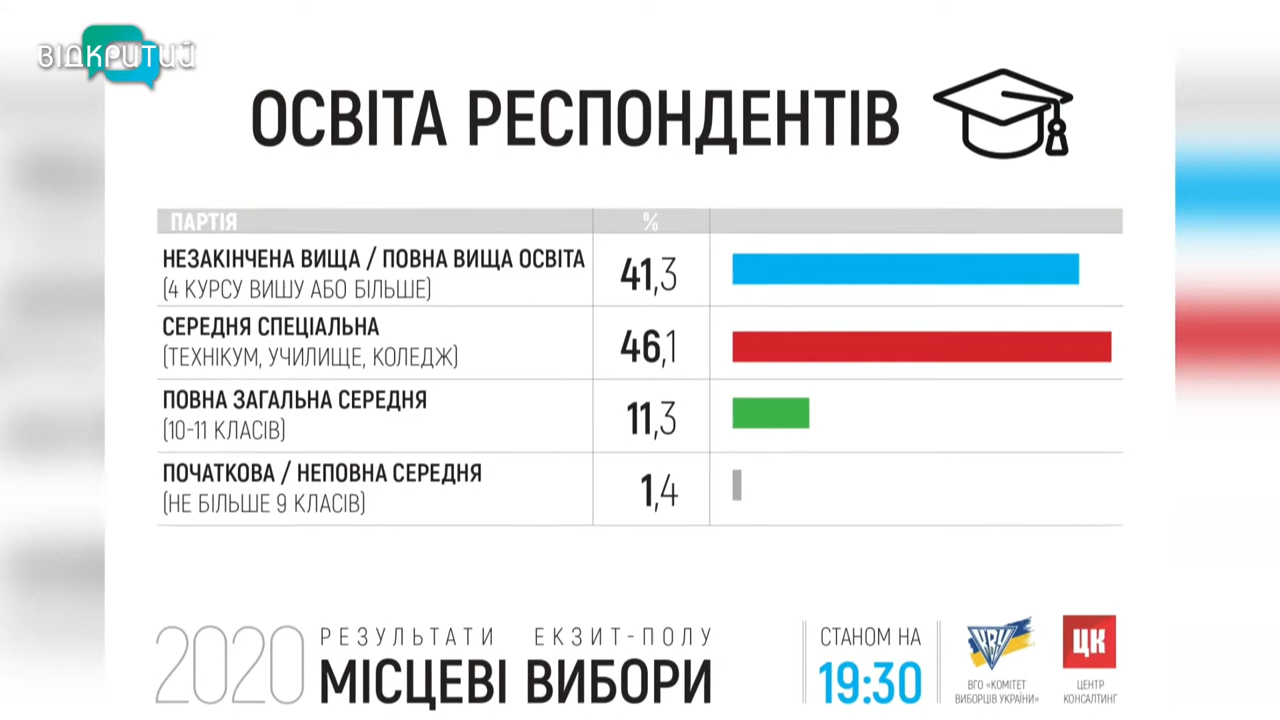 ВІДКРИТИЙ
ОСВІТА РЕСПОНДЕНТІВ
ПАРТІЯ %
НЕЗАКІНЧЕНА ВИЩА / ПОВНА ВИЩА ОСВІТА
(4 КУРСУ ВИШУ АБО БІЛЬШЕ)
41,3
СЕРЕДНЯ СПЕЦІАЛЬНА
(ТЕХНІКУМ, УЧИЛИЩЕ, КОЛЕДЖ)
46,1
ПОВНА ЗАГАЛЬНА СЕРЕДНЯ
(10-11 КЛАСІВ)
11,3
ПОЧАТКОВА / НЕПОВНА СЕРЕДНЯ
(НЕ БІЛЬШЕ 9 КЛАСІВ)
1,4
2020
РЕЗУЛЬТАТИ ЕКЗИТ-ПОЛУ
МІСЦЕВІ ВИБОРИ
СТАНОМ НА
19:30
КВУ
ВГО «КОМІТЕТ
ВИБОРЦІВ УКРАЇНИ»
ЦК
ЦЕНТР
КОНСАЛТИНГ